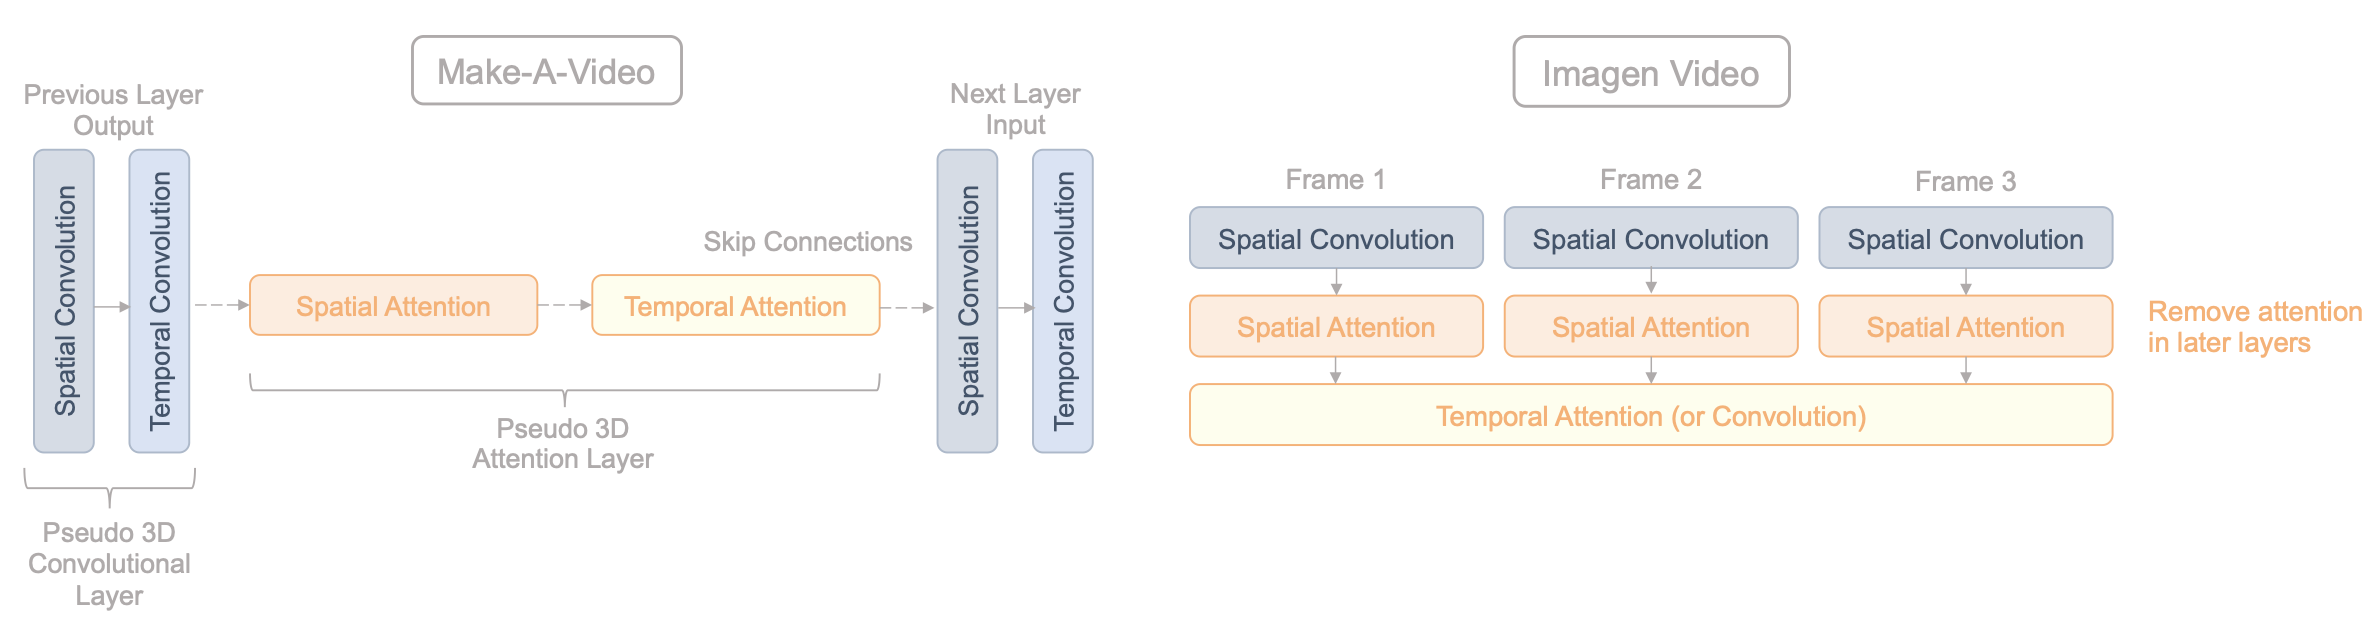 Make-A-Video
Previous Layer
Output
Spatial Convolution
Temporal Convolution
Spatial Attention
Temporal Attention
Skip Connections
Next Layer
Input
Spatial Convolution
Temporal Convolution
Pseudo 3D
Attention Layer
Pseudo 3D
Convolutional
Layer
Imagen Video
Frame 1
Frame 2
Frame 3
Spatial Convolution
Spatial Convolution
Spatial Convolution
Spatial Attention
Spatial Attention
Spatial Attention
Remove attention
in later layers
Temporal Attention (or Convolution)